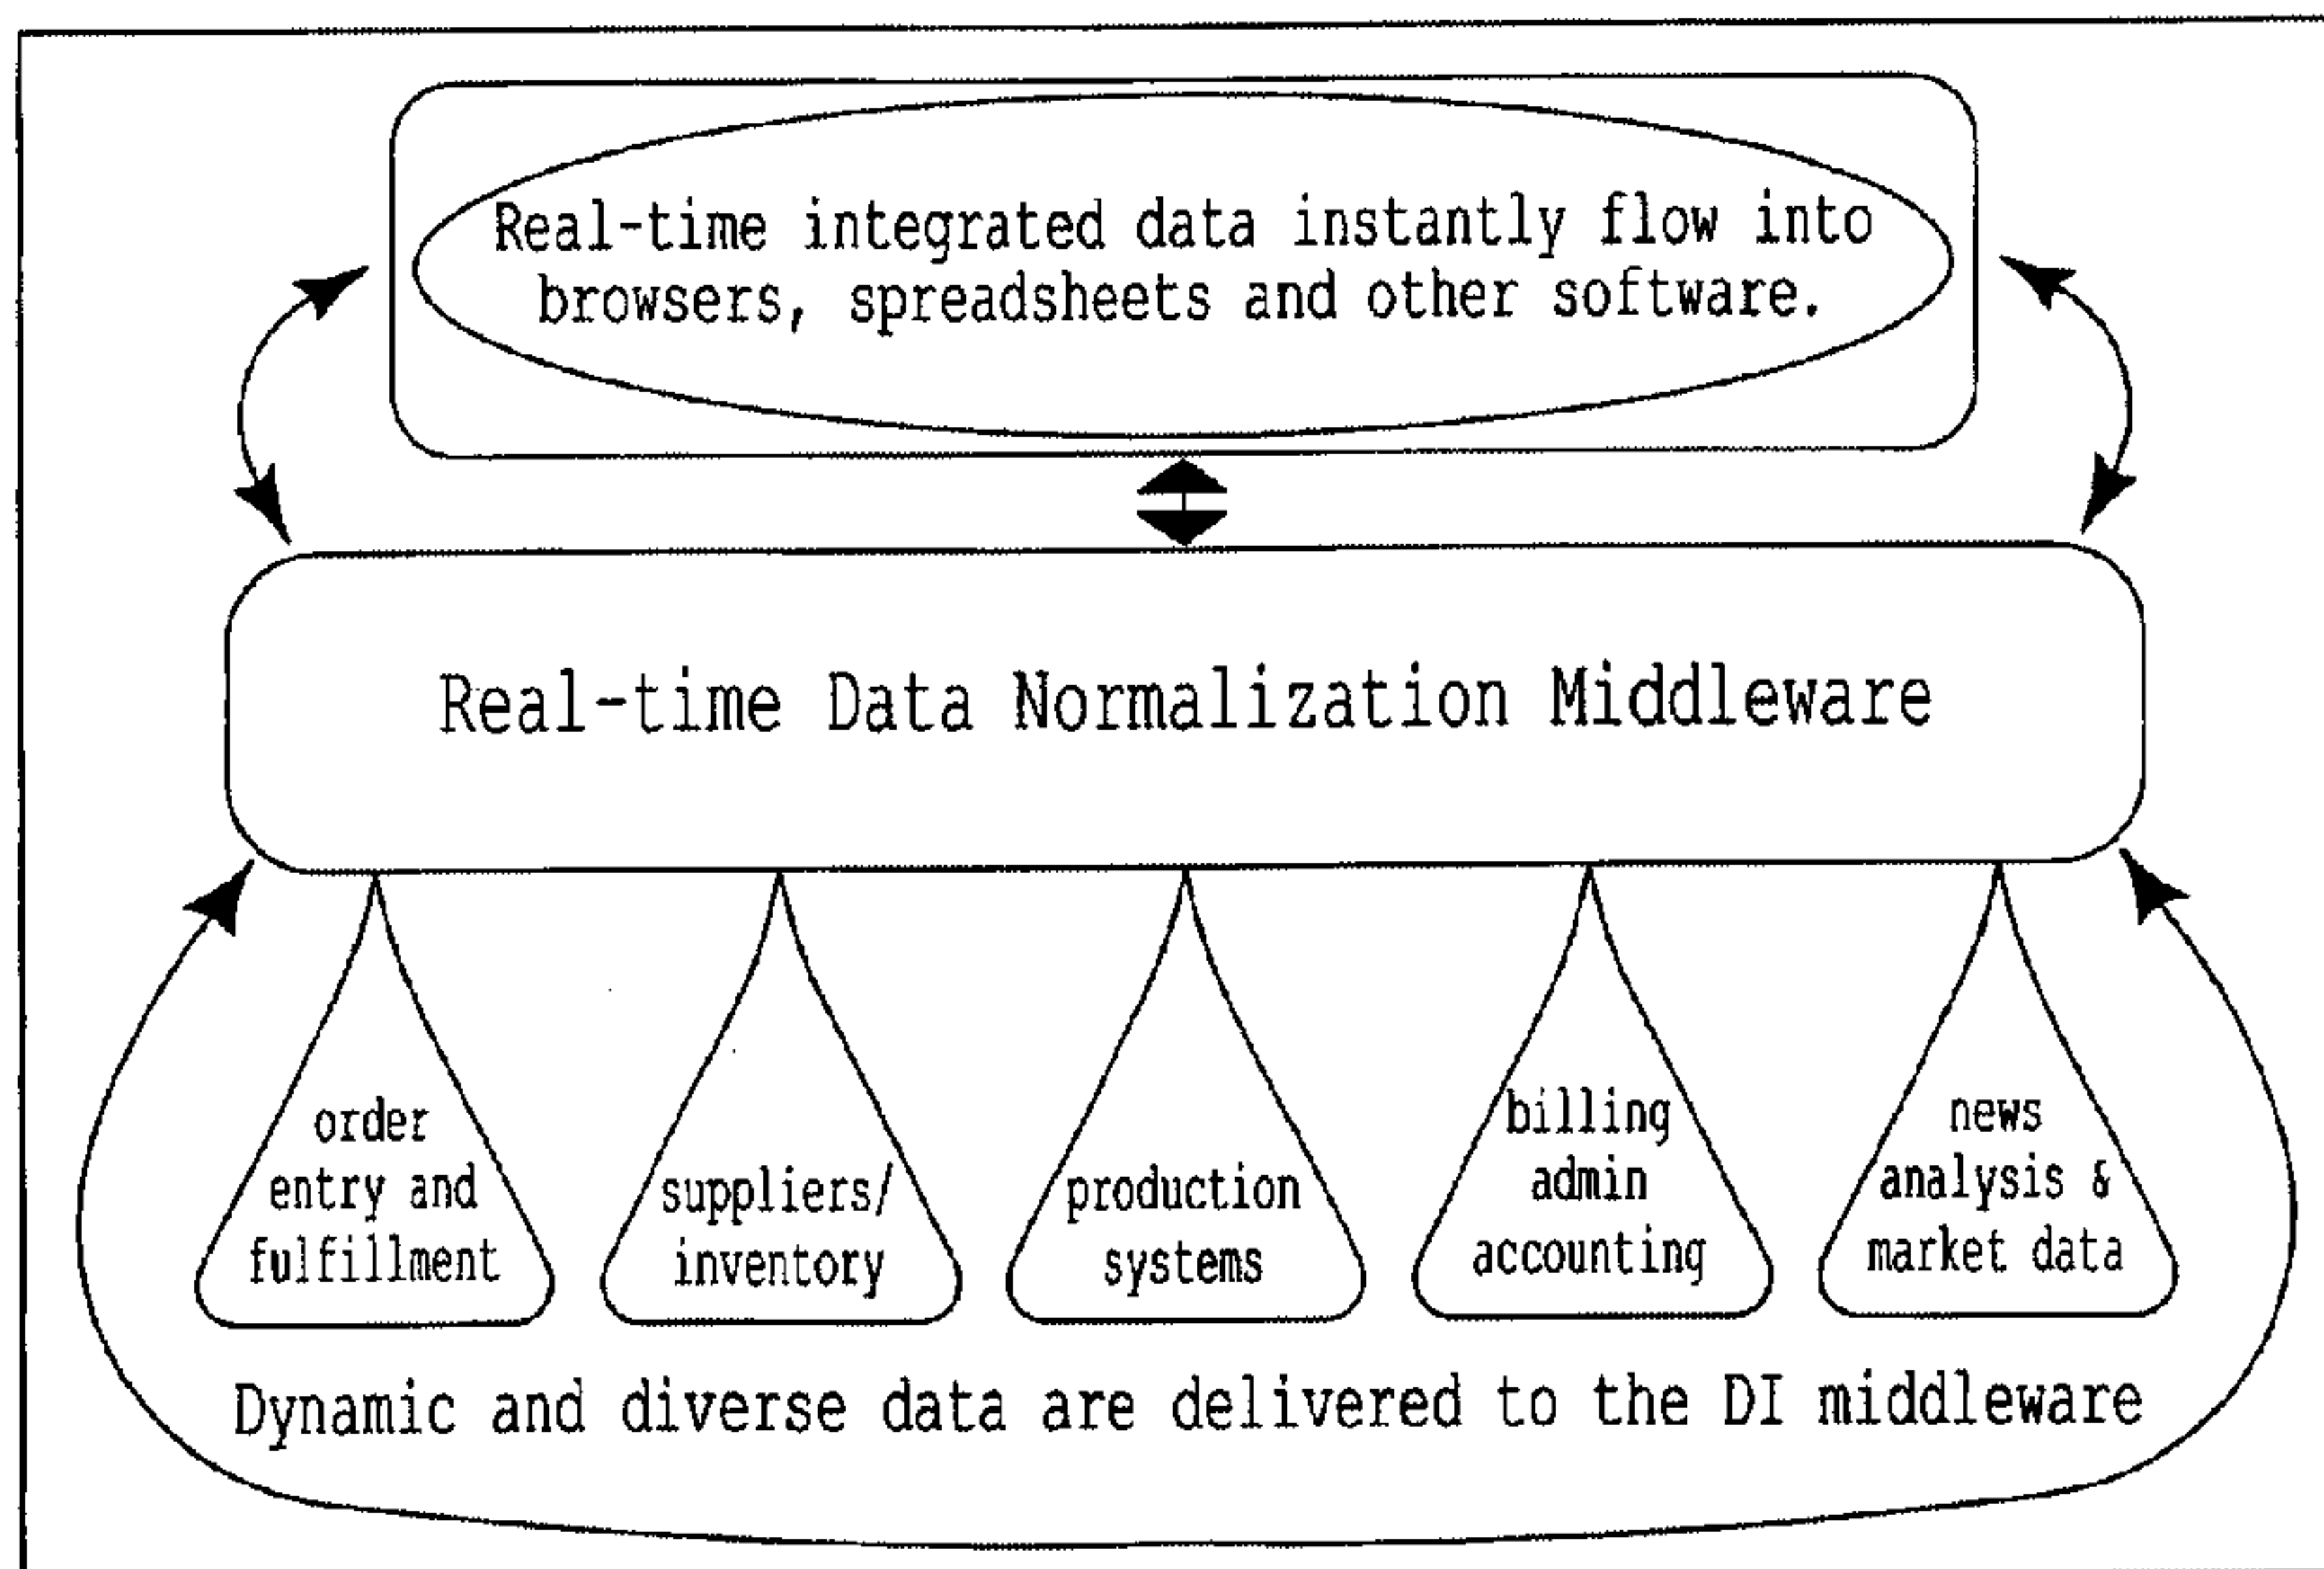 Real-time integrated data instantly flow into
browsers, spreadsheets and other software.
Real-time Data Normalization Middleware
order
entry and
fulfillment
suppliers/
inventory
production
systems
billing
admin
accounting
news
analysis &
market data
Dynamic and diverse data are delivered to the DI middleware